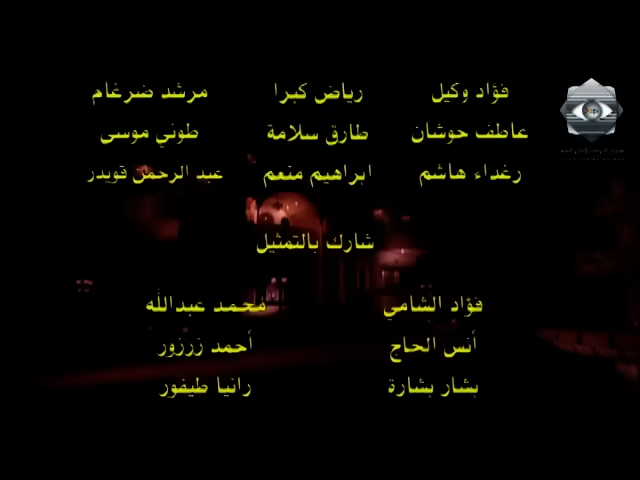 فؤاد وكيل رياض كبرا مرشد ضرغام
عاطف حوشان طارق سلامة طوني موسى
رغداء هاشم ابراهيم منعم عبد الرحمن قويدر
شارك بالتمثيل
فؤاد الشامي محمد عبدالله
أنس الحاج أحمد زرزور
بشار بشارة رانيا طيفور